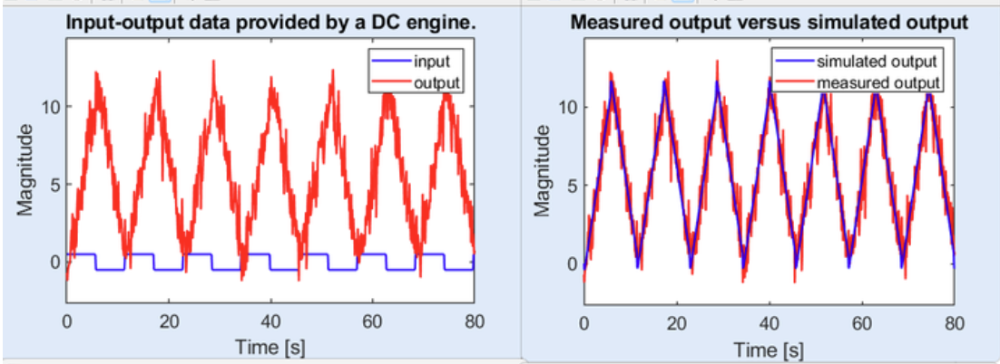 Input-output data provided by a DC engine.
input
output
10
5
0
Magnitude
0
20
40
60
80
Time [s]
Measured output versus simulated output
simulated output
measured output
10
5
0
Magnitude
0
20
40
60
80
Time [s]